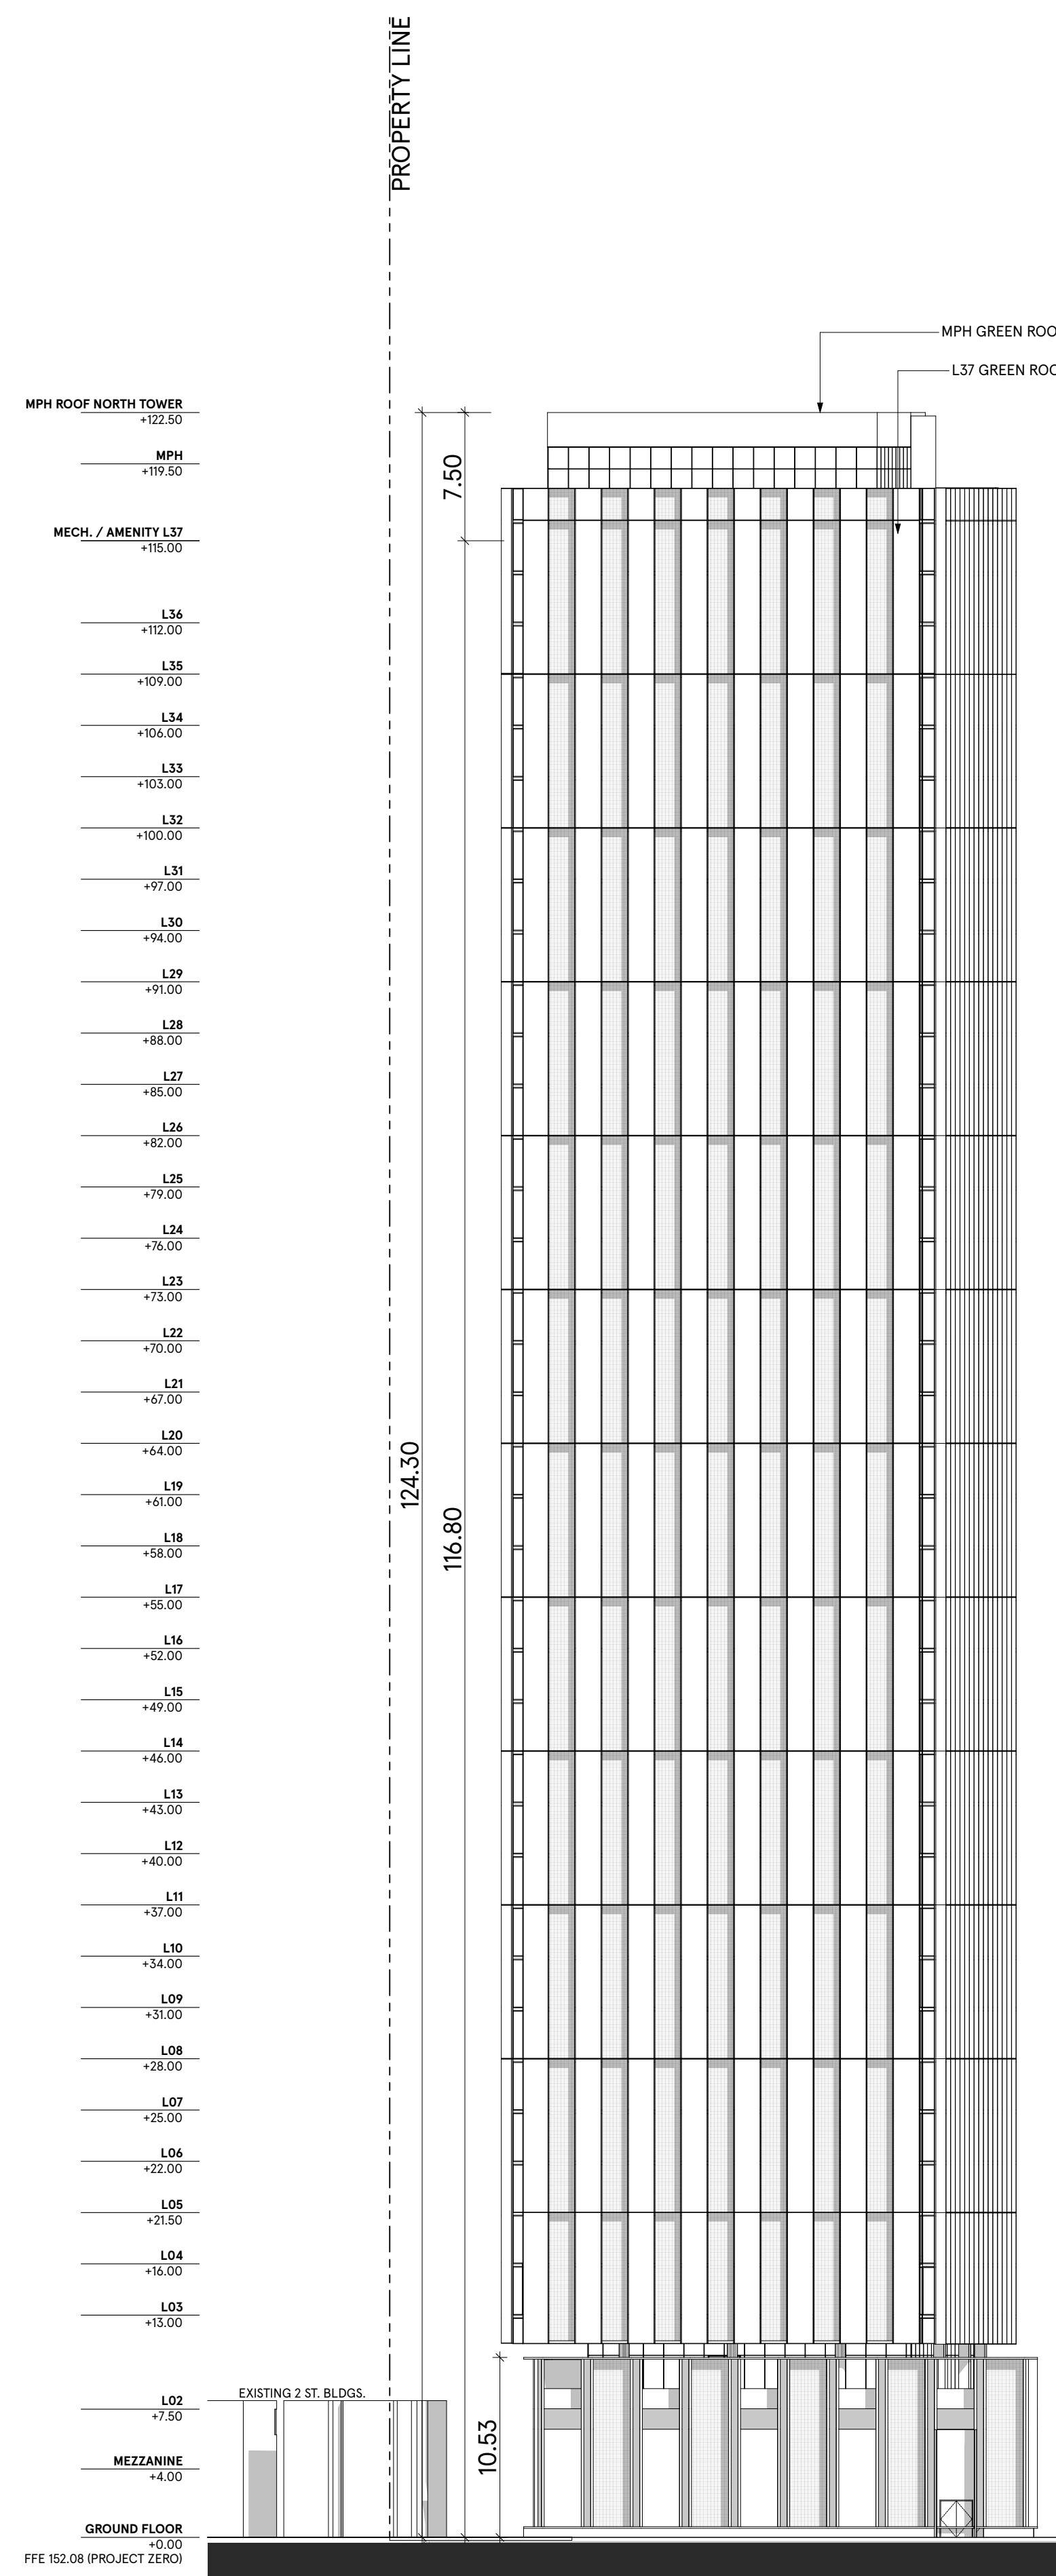 PROPERTY LINE
MPH GREEN ROO
L37 GREEN ROO
MPH ROOF NORTH TOWER
+122.50
MPH
+119.50
7.50
MECH. / AMENITY L37
+115.00
L36
+112.00
L35
+109.00
L34
+106.00
L33
+103.00
L32
+100.00
L31
+97.00
L30
+94.00
L29
+91.00
L28
+88.00
L27
+85.00
L26
+82.00
L25
+79.00
L24
+76.00
L23
+73.00
L22
+70.00
L21
+67.00
L20
+64.00
124.30
L19
+61.00
116.80
L18
+58.00
L17
+55.00
L16
+52.00
L15
+49.00
L14
+46.00
L13
+43.00
L12
+40.00
L11
+37.00
L10
+34.00
L09
+31.00
L08
+28.00
L07
+25.00
L06
+22.00
L05
+21.50
L04
+16.00
L03
+13.00
EXISTING 2 ST. BLDGS.
L02
+7.50
10.53
MEZZANINE
+4.00
GROUND FLOOR
+0.00
FFE 152.08 (PROJECT ZERO)